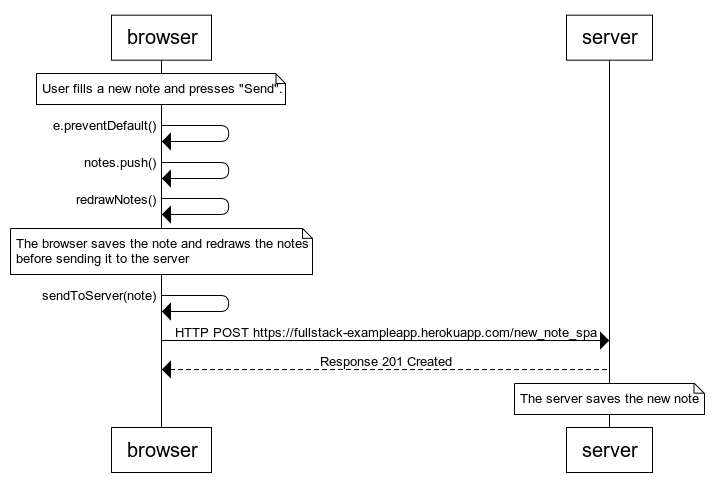 browser
server
User fills a new note and presses "Send".
e.preventDefault()
notes.push()
redrawNotes()
The browser saves the note and redraws the notes
before sending it to the server
sendToServer(note)
HTTP POST https://fullstack-exampleapp.herokuapp.com/new_note_spa
Response 201 Created
The server saves the new note
browser
server